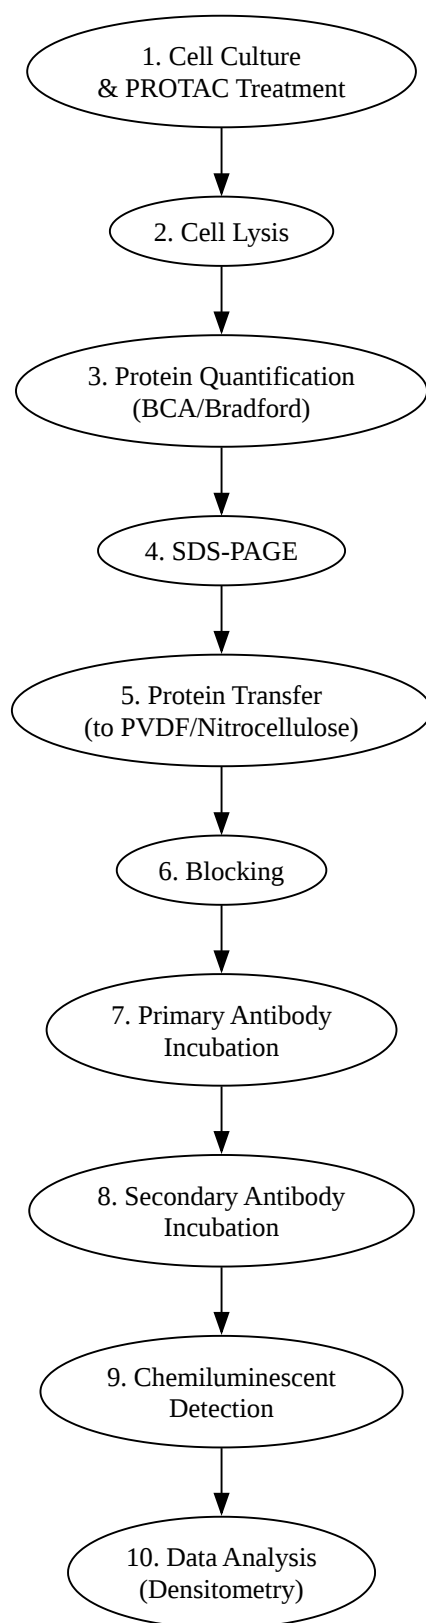 1. Cell Culture
& PROTAC Treatment
2. Cell Lysis
3. Protein Quantification
(BCA/Bradford)
4. SDS-PAGE
5. Protein Transfer
(to PVDF/Nitrocellulose)
6. Blocking
7. Primary Antibody
Incubation
8. Secondary Antibody
Incubation
9. Chemiluminescent
Detection
10. Data Analysis
(Densitometry)